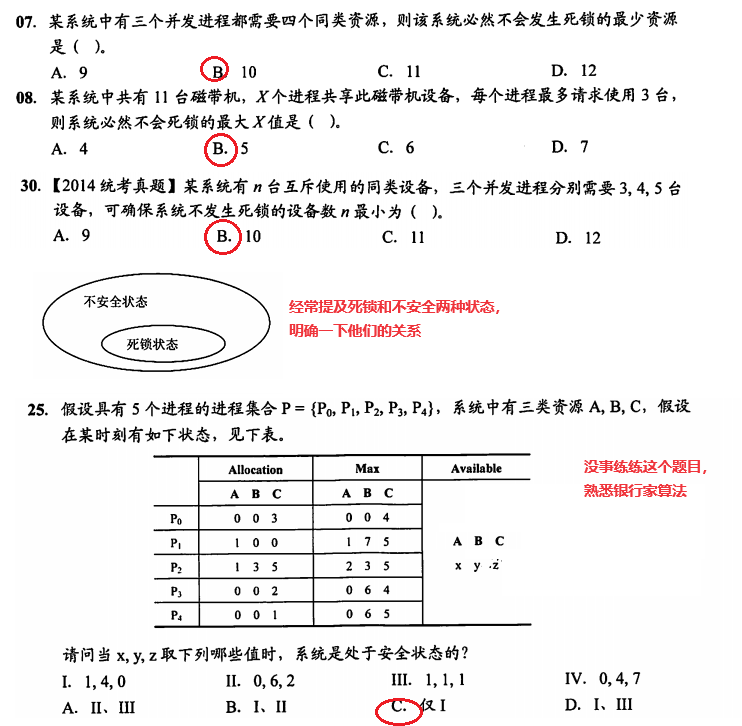 07. 某系统中有三个并发进程都需要四个同类资源，则该系统必然不会发生死锁的最少资源
是（ ）。
A. 9 B. 10 C. 11 D. 12
08. 某系统中共有 11 台磁带机，X 个进程共享此磁带机设备，每个进程最多请求使用 3 台，
则系统必然不会死锁的最大 X 值是（ ）。
A. 4 B. 5 C. 6 D. 7
30. 【2014 统考真题】某系统有 n 台互斥使用的同类设备，三个并发进程分别需要 3, 4, 5 台
设备，可确保系统不发生死锁的设备数 n 最小为（ ）。
A. 9 B. 10 C. 11 D. 12
不安全状态
死锁状态
经常提及死锁和不安全两种状态，
明确一下他们的关系
25. 假设具有 5 个进程的进程集合 P = {P0, P1, P2, P3, P4}，系统中有三类资源 A, B, C，假设
在某时刻有如下状态，见下表。
没事练练这个题目，
熟悉银行家算法
Allocation Max Available
A B C A B C
P0 0 0 3 0 0 4
P1 1 0 0 1 7 5 A B C
P2 1 3 5 2 3 5 x y z
P3 0 0 2 0 6 4
P4 0 0 1 0 6 5
请问当 x, y, z 取下列哪些值时，系统是处于安全状态的？
I. 1, 4, 0 II. 0, 6, 2 III. 1, 1, 1 IV. 0, 4, 7
A. II、III B. I、II C. 仅 I D. I、III